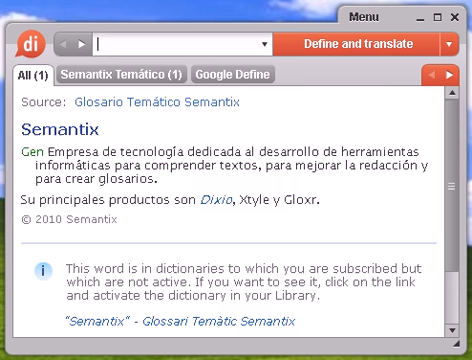 Menu
di
Define and translate
All (1)
Semantix Temático (1)
Google Define
Source: Glosario Temático Semantix
Semantix
Gen Empresa de tecnología dedicada al desarrollo de herramientas
informáticas para comprender textos, para mejorar la redacción y
para crear glosarios.
Su principales productos son Dixio, Xtyle y Gloxr.
© 2010 Semantix
i
This word is in dictionaries to which you are subscribed but
which are not active. If you want to see it, click on the link
and activate the dictionary in your Library.
"Semantix" - Glossari Temàtic Semantix